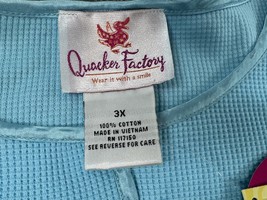 Quacker Factory
Wear it with a smile
3X
100% COTTON
MADE IN VIETNAM
RN 117150
SEE REVERSE FOR CARE